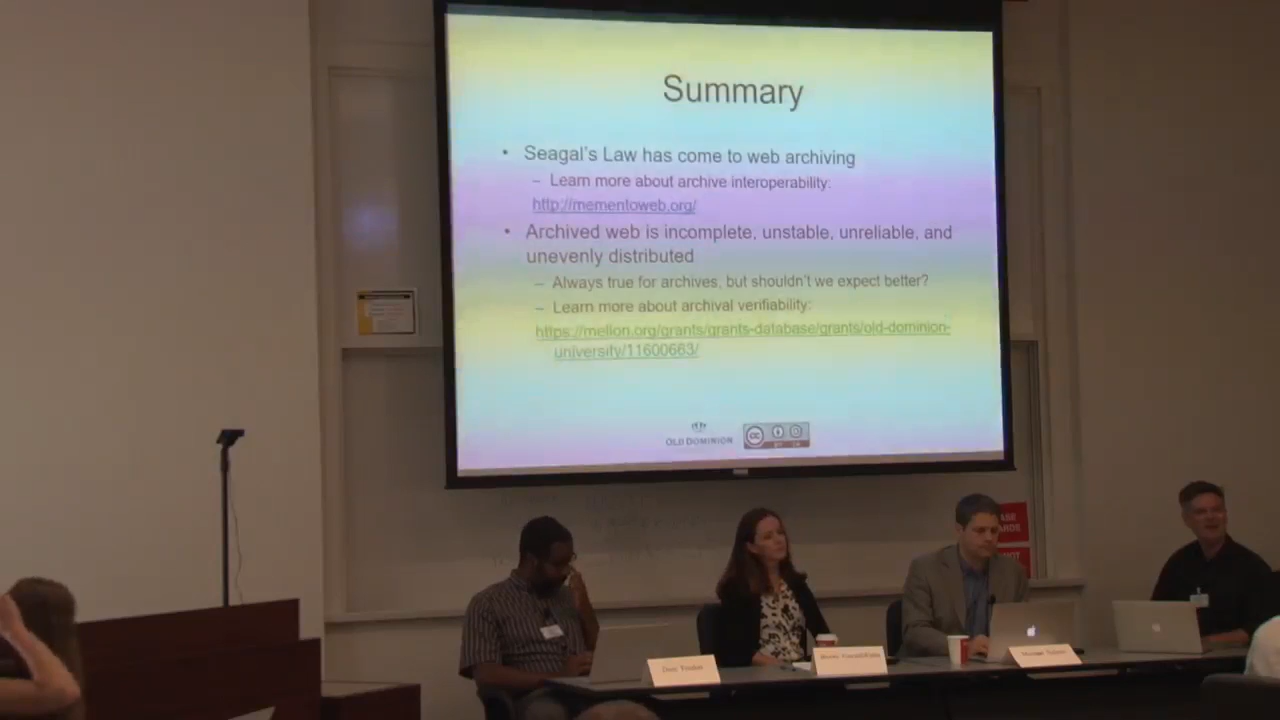 Summary
• Seagal's Law has come to web archiving
– Learn more about archive interoperability:
http://mementoweb.org/
• Archived web is incomplete, unstable, unreliable, and
unevenly distributed
– Always true for archives, but shouldn't we expect better?
– Learn more about archival verifiability:
https://mellon.org/grants/grants-database/grants/old-dominion-
university/11600663/
OLD DOMINION
cc